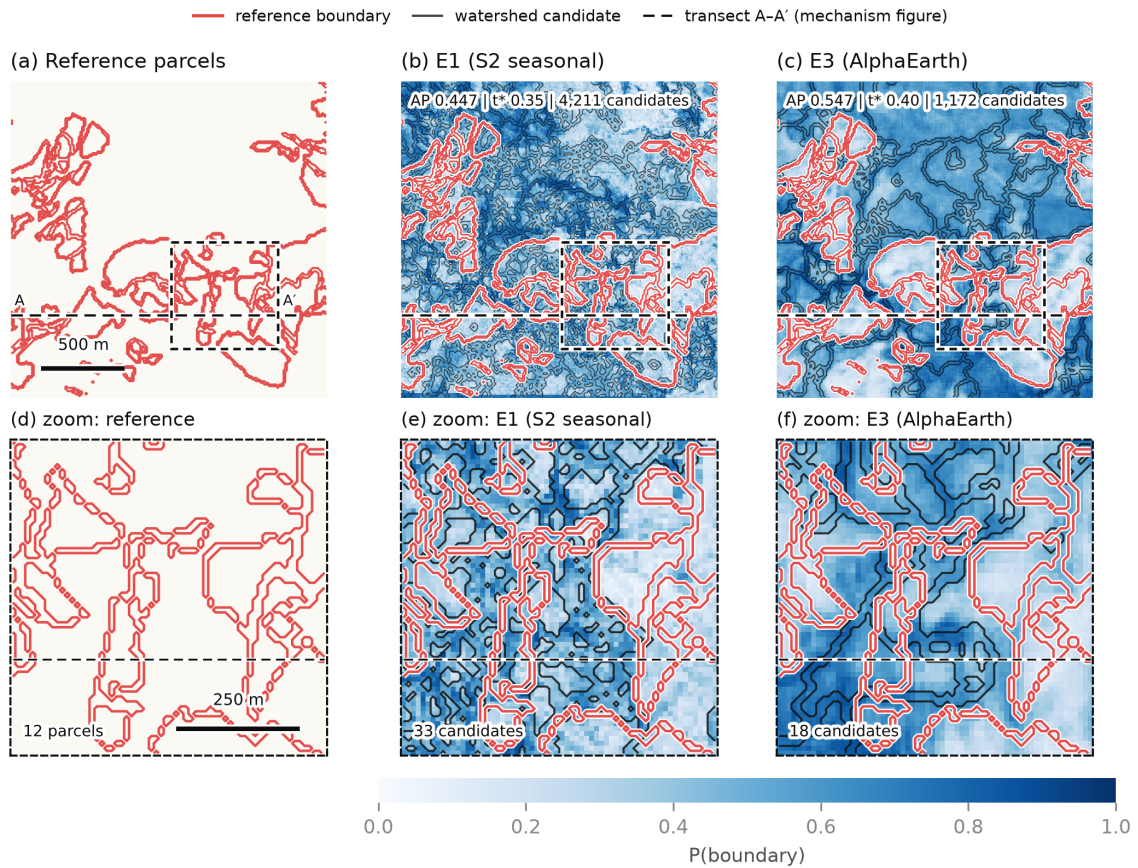 reference boundary
watershed candidate
transect A–A′ (mechanism figure)
(a) Reference parcels
(b) E1 (S2 seasonal)
(c) E3 (AlphaEarth)
AP 0.447 | t* 0.35 | 4,211 candidates
AP 0.547 | t* 0.40 | 1,172 candidates
A
A′
500 m
(d) zoom: reference
(e) zoom: E1 (S2 seasonal)
(f) zoom: E3 (AlphaEarth)
250 m
12 parcels
33 candidates
18 candidates
0.0
0.2
0.4
0.6
0.8
1.0
P(boundary)